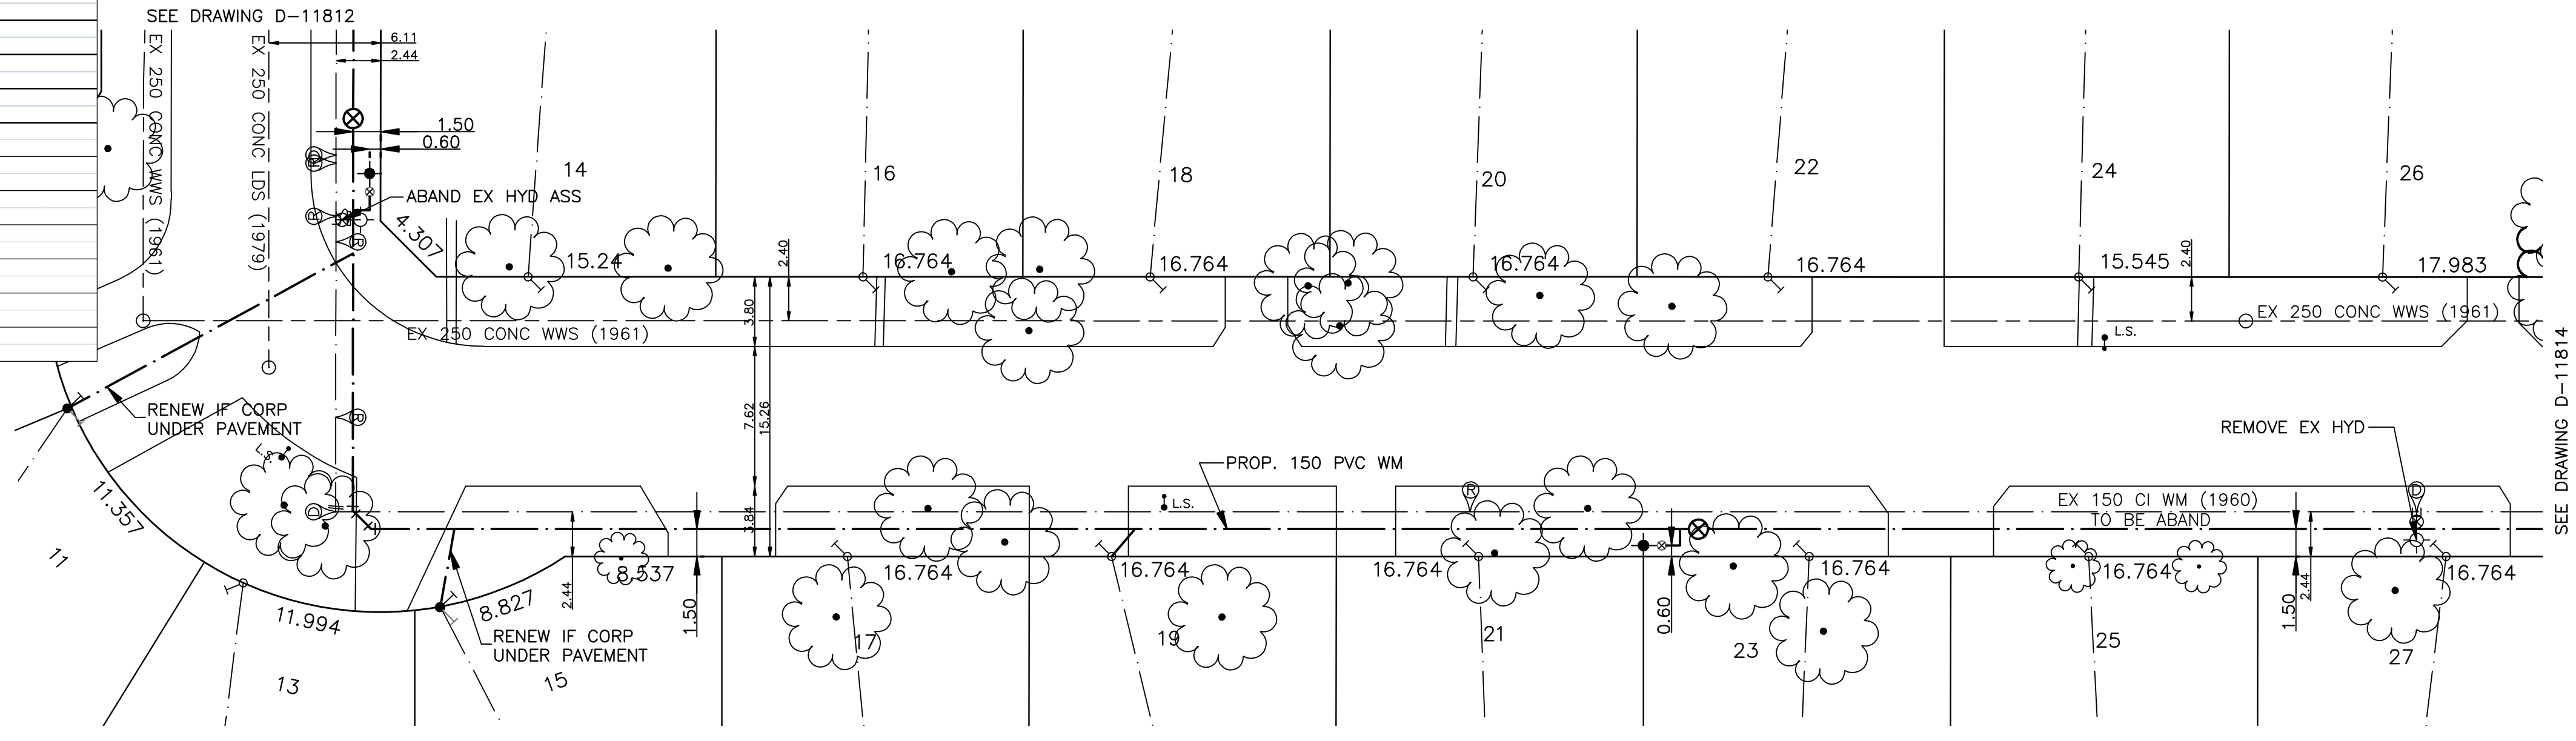 SEE DRAWING D-11812
EX 250 CONC WWS (1961)
EX 250 CONC LDS (1979)
6.11
2.44
1.50
0.60
ABAND EX HYD ASS
4.307
14
16
18
20
22
24
26
15.24
16.764
16.764
16.764
16.764
15.545
17.983
2.40
2.40
3.80
EX 250 CONC WWS (1961)
EX 250 CONC WWS (1961)
L.S.
D
R
R
R
R
7.62
15.26
RENEW IF CORP
UNDER PAVEMENT
L.S.
D
PROP. 150 PVC WM
REMOVE EX HYD
SEE DRAWING D-11814
L.S.
R
D
EX 150 CI WM (1960)
TO BE ABAND
3.84
11.357
11.994
8.827
8.537
2.44
1.50
16.764
16.764
16.764
16.764
16.764
16.764
0.60
1.50
2.44
RENEW IF CORP
UNDER PAVEMENT
11
13
15
17
19
21
23
25
27